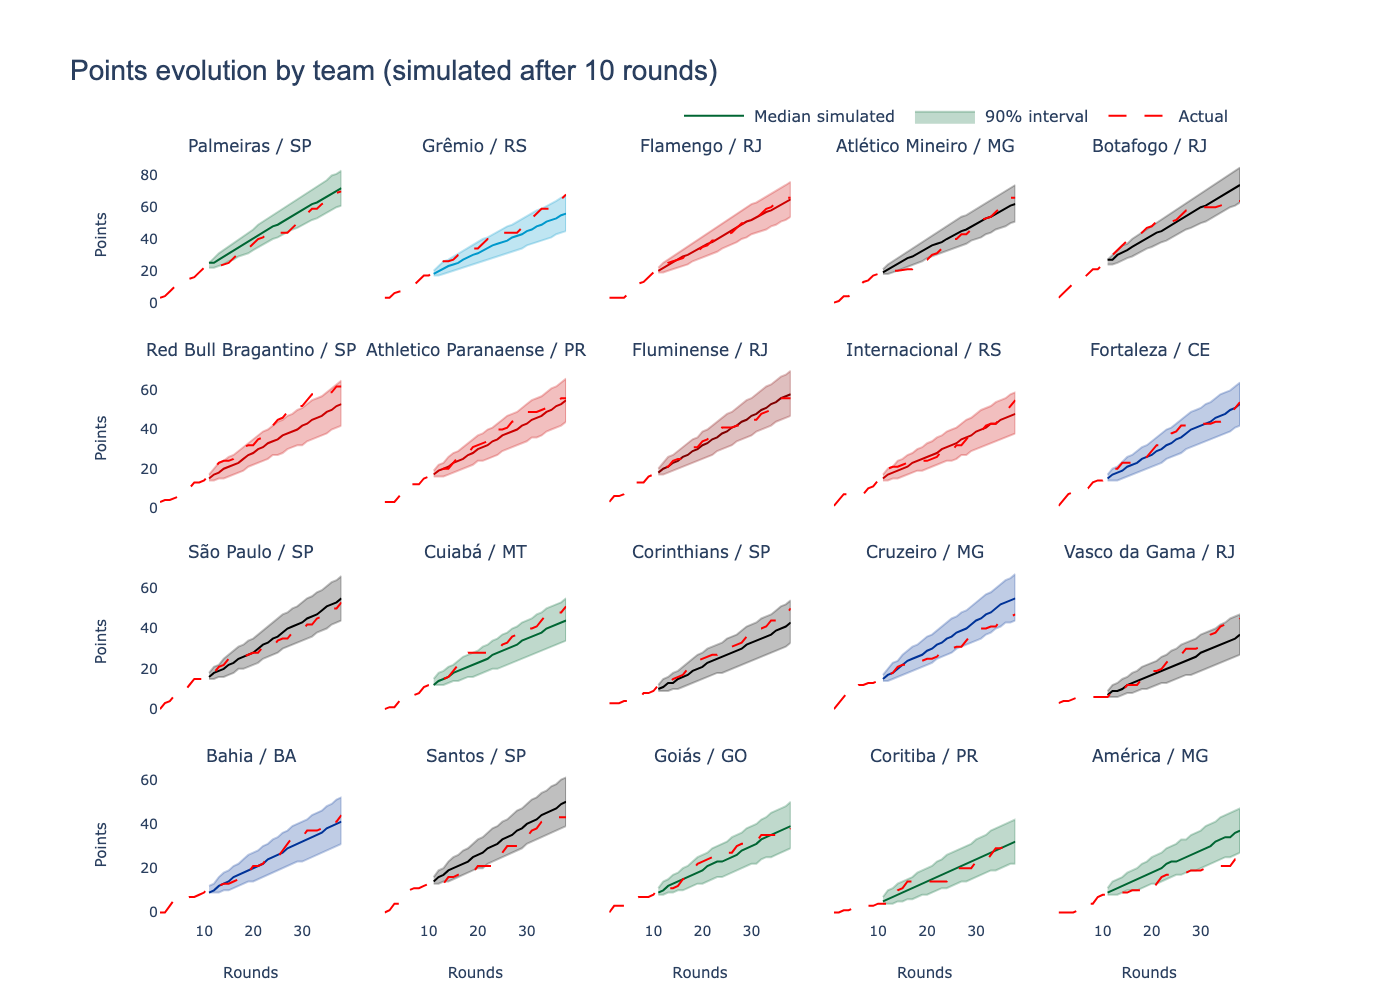 Points evolution by team (simulated after 10 rounds)
Median simulated 90% interval Actual
Palmeiras / SP Grêmio / RS Flamengo / RJ Atlético Mineiro / MG Botafogo / RJ
80
60
40
20
0
Points
Red Bull Bragantino / SP Athletico Paranaense / PR Fluminense / RJ Internacional / RS Fortaleza / CE
60
40
20
0
Points
São Paulo / SP Cuiabá / MT Corinthians / SP Cruzeiro / MG Vasco da Gama / RJ
60
40
20
0
Points
Bahia / BA Santos / SP Goiás / GO Coritiba / PR América / MG
60
40
20
0
Points
10 20 30 10 20 30 10 20 30 10 20 30 10 20 30
Rounds Rounds Rounds Rounds Rounds